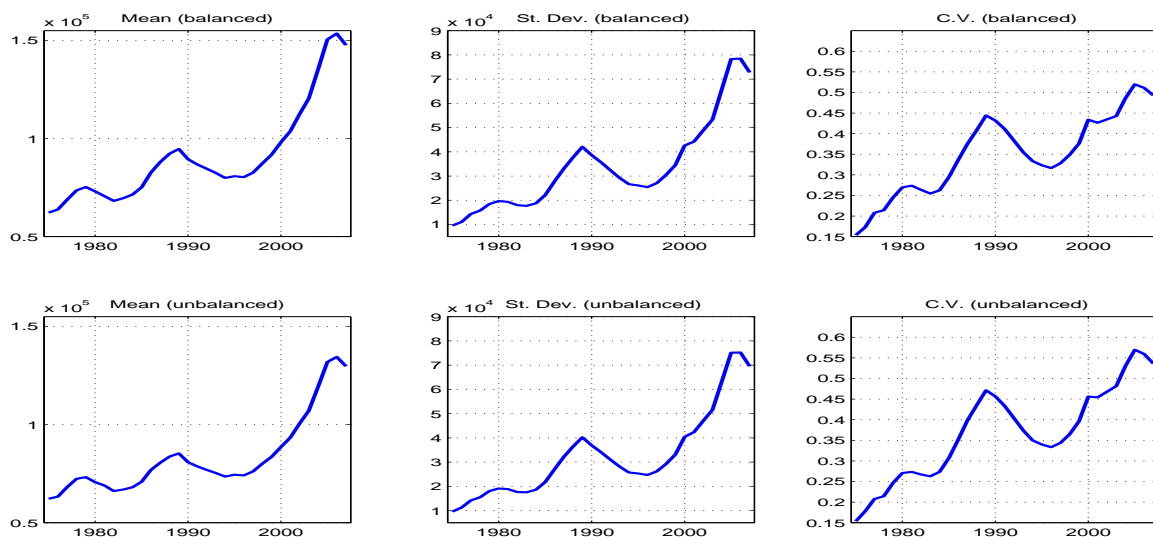 Mean (balanced)
x 10^5
1.5
1
0.5
1980 1990 2000
St. Dev. (balanced)
x 10^4
9
8
7
6
5
4
3
2
1
1980 1990 2000
C.V. (balanced)
0.6
0.55
0.5
0.45
0.4
0.35
0.3
0.25
0.2
0.15
1980 1990 2000
Mean (unbalanced)
x 10^5
1.5
1
0.5
1980 1990 2000
St. Dev. (unbalanced)
x 10^4
9
8
7
6
5
4
3
2
1
1980 1990 2000
C.V. (unbalanced)
0.6
0.55
0.5
0.45
0.4
0.35
0.3
0.25
0.2
0.15
1980 1990 2000